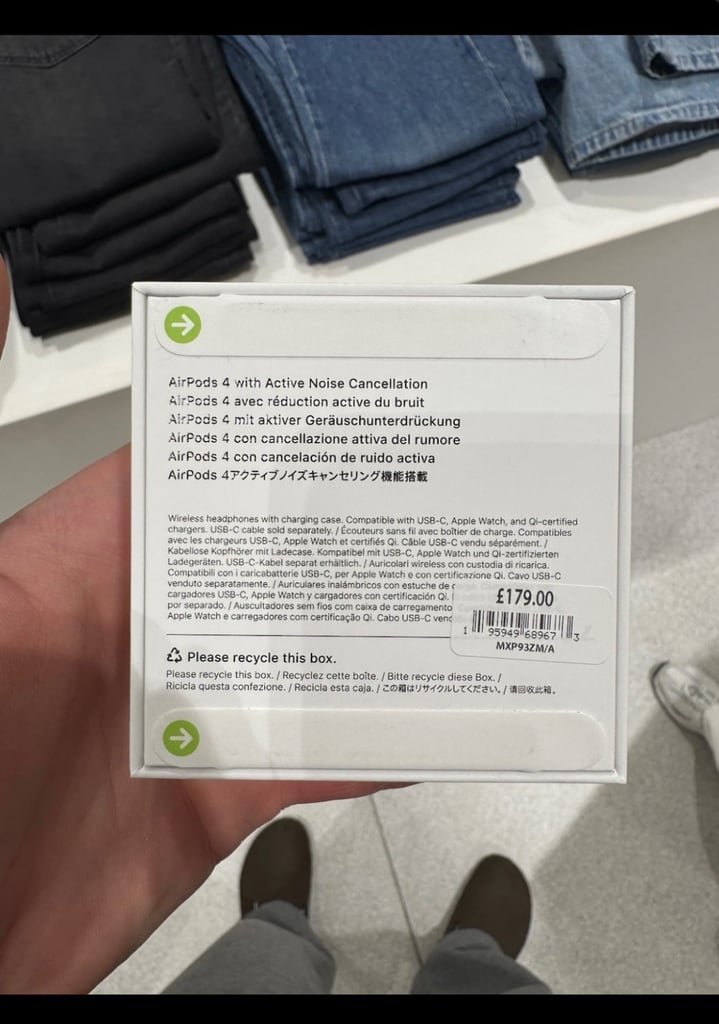 AirPods 4 with Active Noise Cancellation
AirPods 4 avec réduction active du bruit
AirPods 4 mit aktiver Geräuschunterdrückung
AirPods 4 con cancellazione attiva del rumore
AirPods 4 con cancelación de ruido activa
AirPods 4アクティブノイズキャンセリング機能搭載
Wireless headphones with charging case. Compatible with USB-C, Apple Watch, and Qi-certified
chargers. USB-C cable sold separately. / Écouteurs sans fil avec boîtier de charge. Compatibles
avec les chargeurs USB-C, Apple Watch et certifiés Qi. Câble USB-C vendu séparément. /
Kabellose Kopfhörer mit Ladecase. Kompatibel mit USB-C, Apple Watch und Qi-zertifizierten
Ladegeräten. USB-C-Kabel separat erhältlich. / Auricolari wireless con custodia di ricarica.
Compatibili con i caricabatterie USB-C, per Apple Watch e con certificazione Qi. Cavo USB-C
venduto separatamente. / Auriculares inalámbricos con estuche de
cargadores USB-C, Apple Watch y cargadores con certificación Qi.
por separado. / Auscultadores sem fios com caixa de carregamento
Apple Watch e carregadores com certificação Qi. Cabo USB-C
£179.00
1 95949 68967 3
MXP93ZM/A
Please recycle this box.
Please recycle this box. / Recyclez cette boîte. / Bitte recycle diese Box. /
Ricicla questa confezione. / Recicla esta caja. / この箱はリサイクルしてください。/ 请回收此箱。